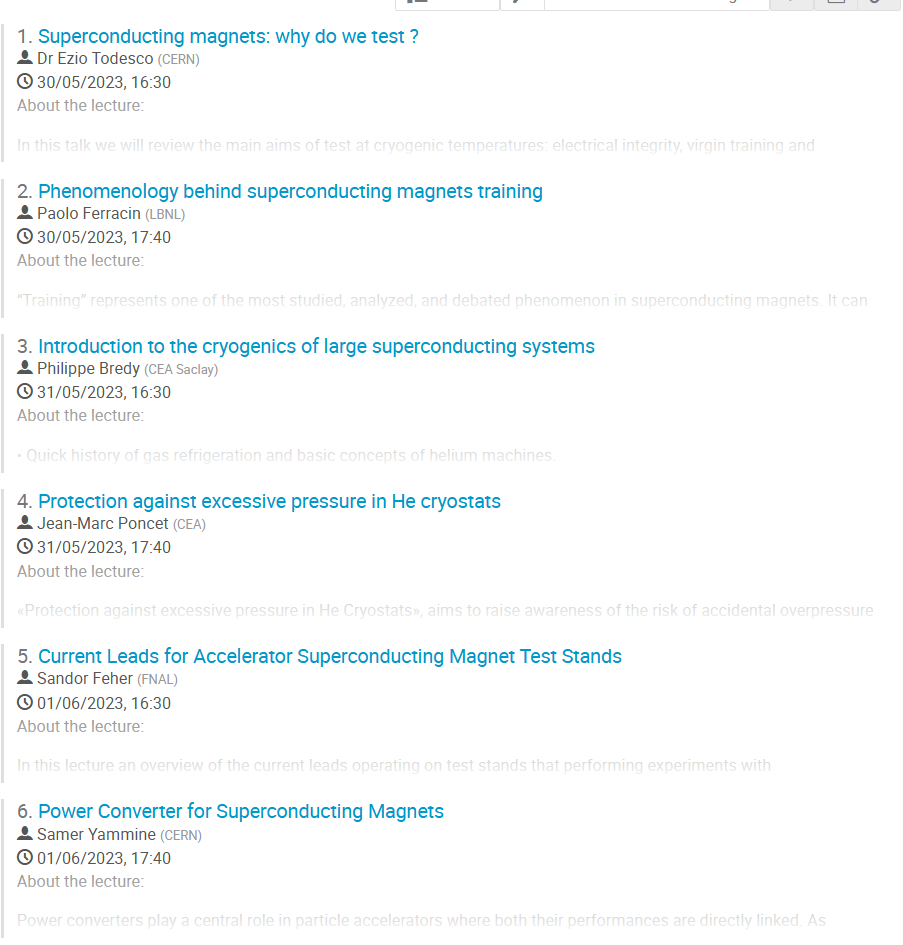 1. Superconducting magnets: why do we test ?
Dr Ezio Todesco (CERN)
30/05/2023, 16:30
About the lecture:
In this talk we will review the main aims of test at cryogenic temperatures: electrical integrity, virgin training and
2. Phenomenology behind superconducting magnets training
Paolo Ferracin (LBNL)
30/05/2023, 17:40
About the lecture:
"Training" represents one of the most studied, analyzed, and debated phenomenon in superconducting magnets. It can
3. Introduction to the cryogenics of large superconducting systems
Philippe Bredy (CEA Saclay)
31/05/2023, 16:30
About the lecture:
• Quick history of gas refrigeration and basic concepts of helium machines.
4. Protection against excessive pressure in He cryostats
Jean-Marc Poncet (CEA)
31/05/2023, 17:40
About the lecture:
«Protection against excessive pressure in He Cryostats», aims to raise awareness of the risk of accidental overpressure
5. Current Leads for Accelerator Superconducting Magnet Test Stands
Sandor Feher (FNAL)
01/06/2023, 16:30
About the lecture:
In this lecture an overview of the current leads operating on test stands that performing experiments with
6. Power Converter for Superconducting Magnets
Samer Yammine (CERN)
01/06/2023, 17:40
About the lecture:
Power converters play a central role in particle accelerators where both their performances are directly linked. As